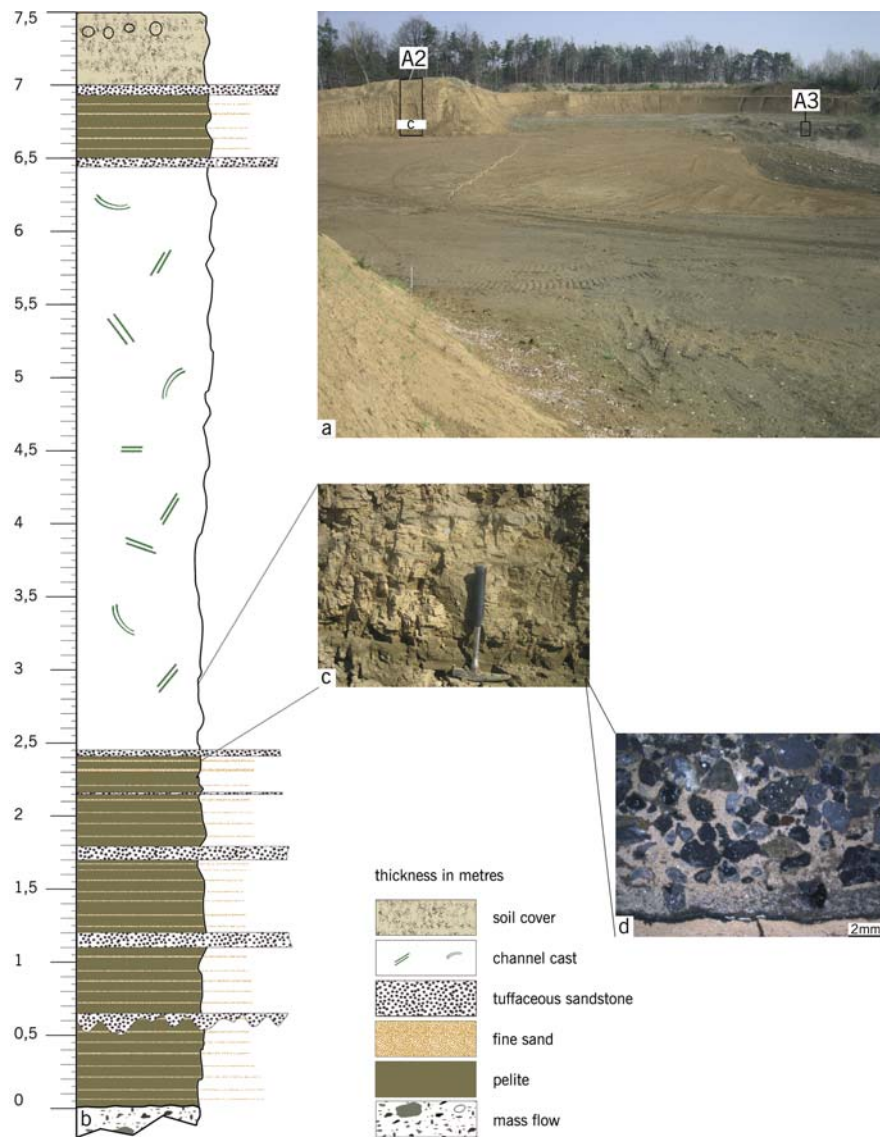 7,5
7
6,5
6
5,5
5
4,5
4
3,5
3
2,5
2
1,5
1
0,5
0
b
A2
c
A3
a
c
d
2mm
thickness in metres
soil cover
channel cast
tuffaceous sandstone
fine sand
pelite
mass flow